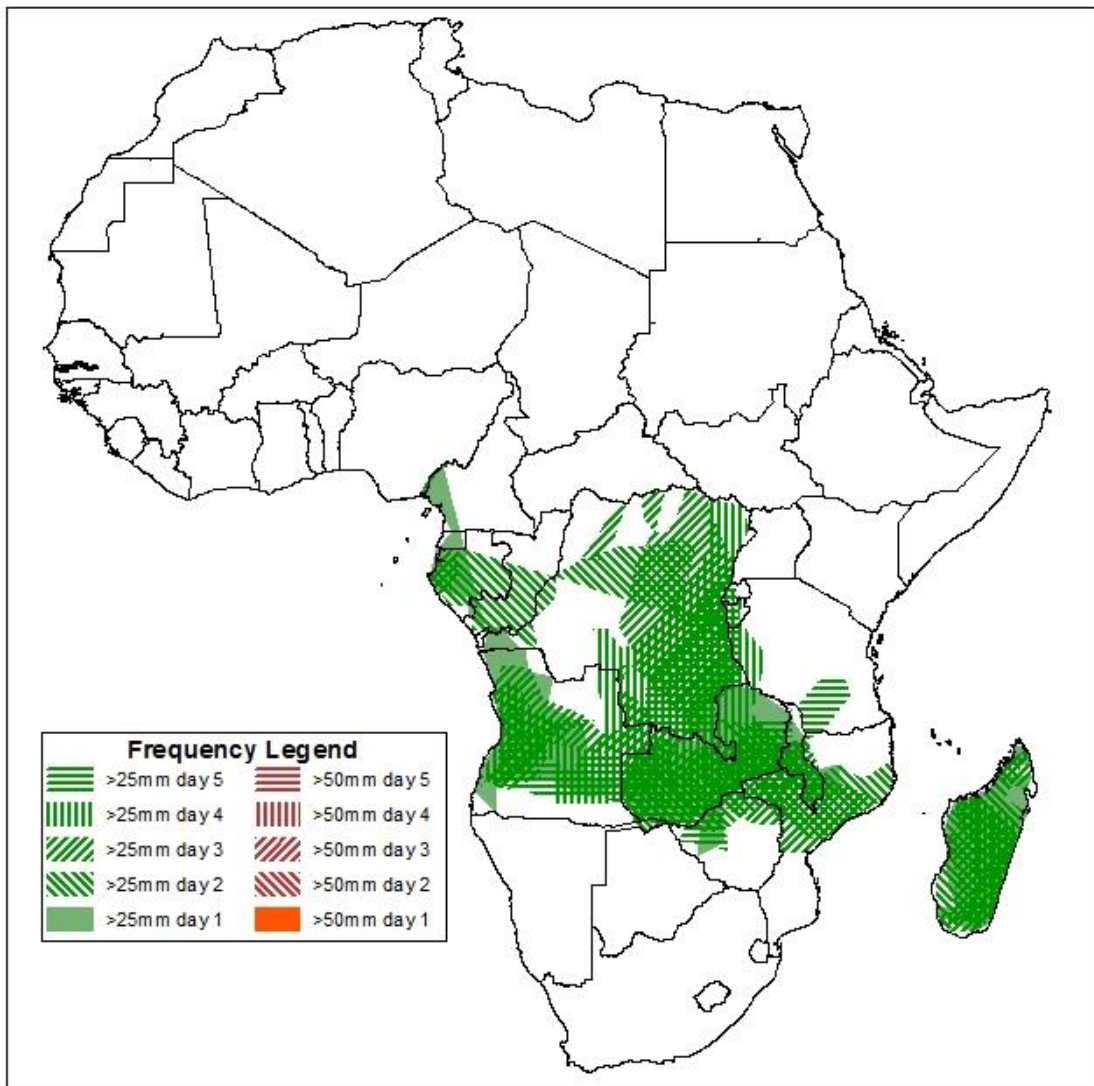 Frequency Legend
>25mm day 5 >50mm day 5
>25mm day 4 >50mm day 4
>25mm day 3 >50mm day 3
>25mm day 2 >50mm day 2
>25mm day 1 >50mm day 1